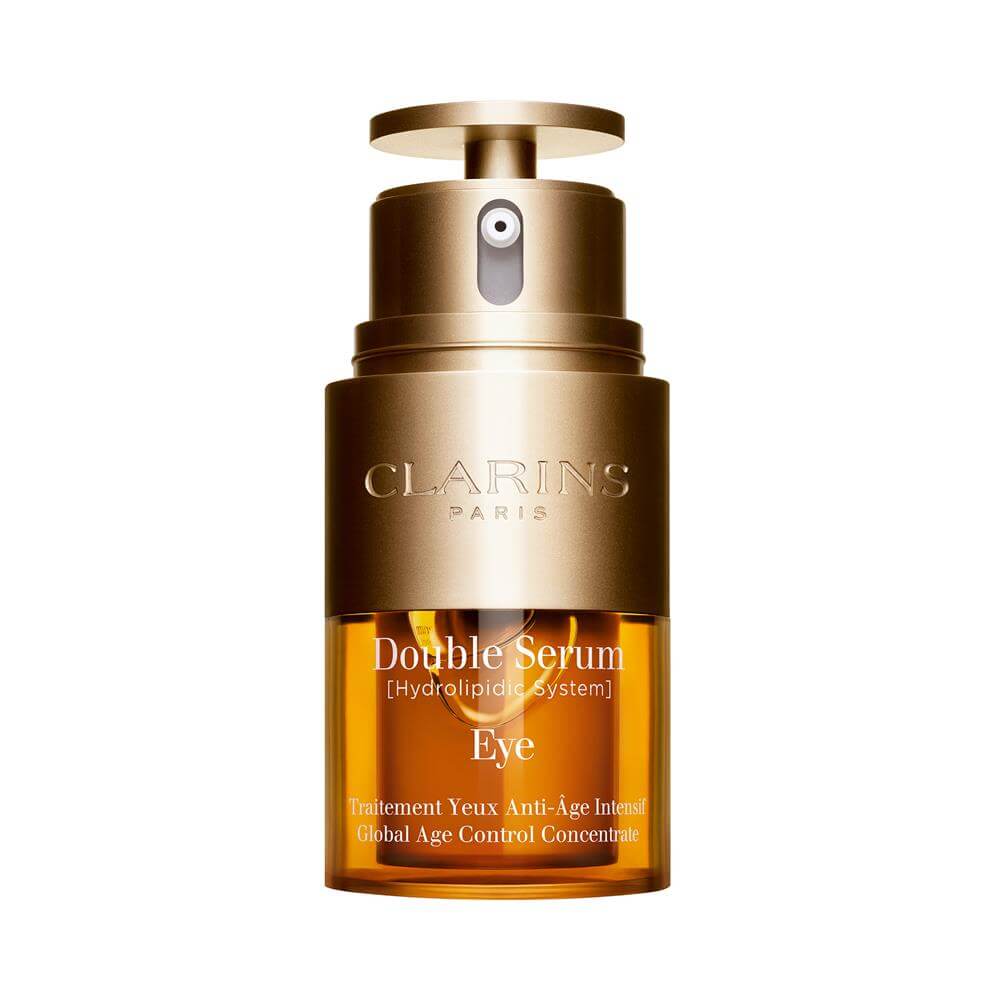 CLARINS
PARIS
Double Serum
[Hydrolipidic System]
Eye
Traitement Yeux Anti-Âge Intensif
Global Age Control Concentrate